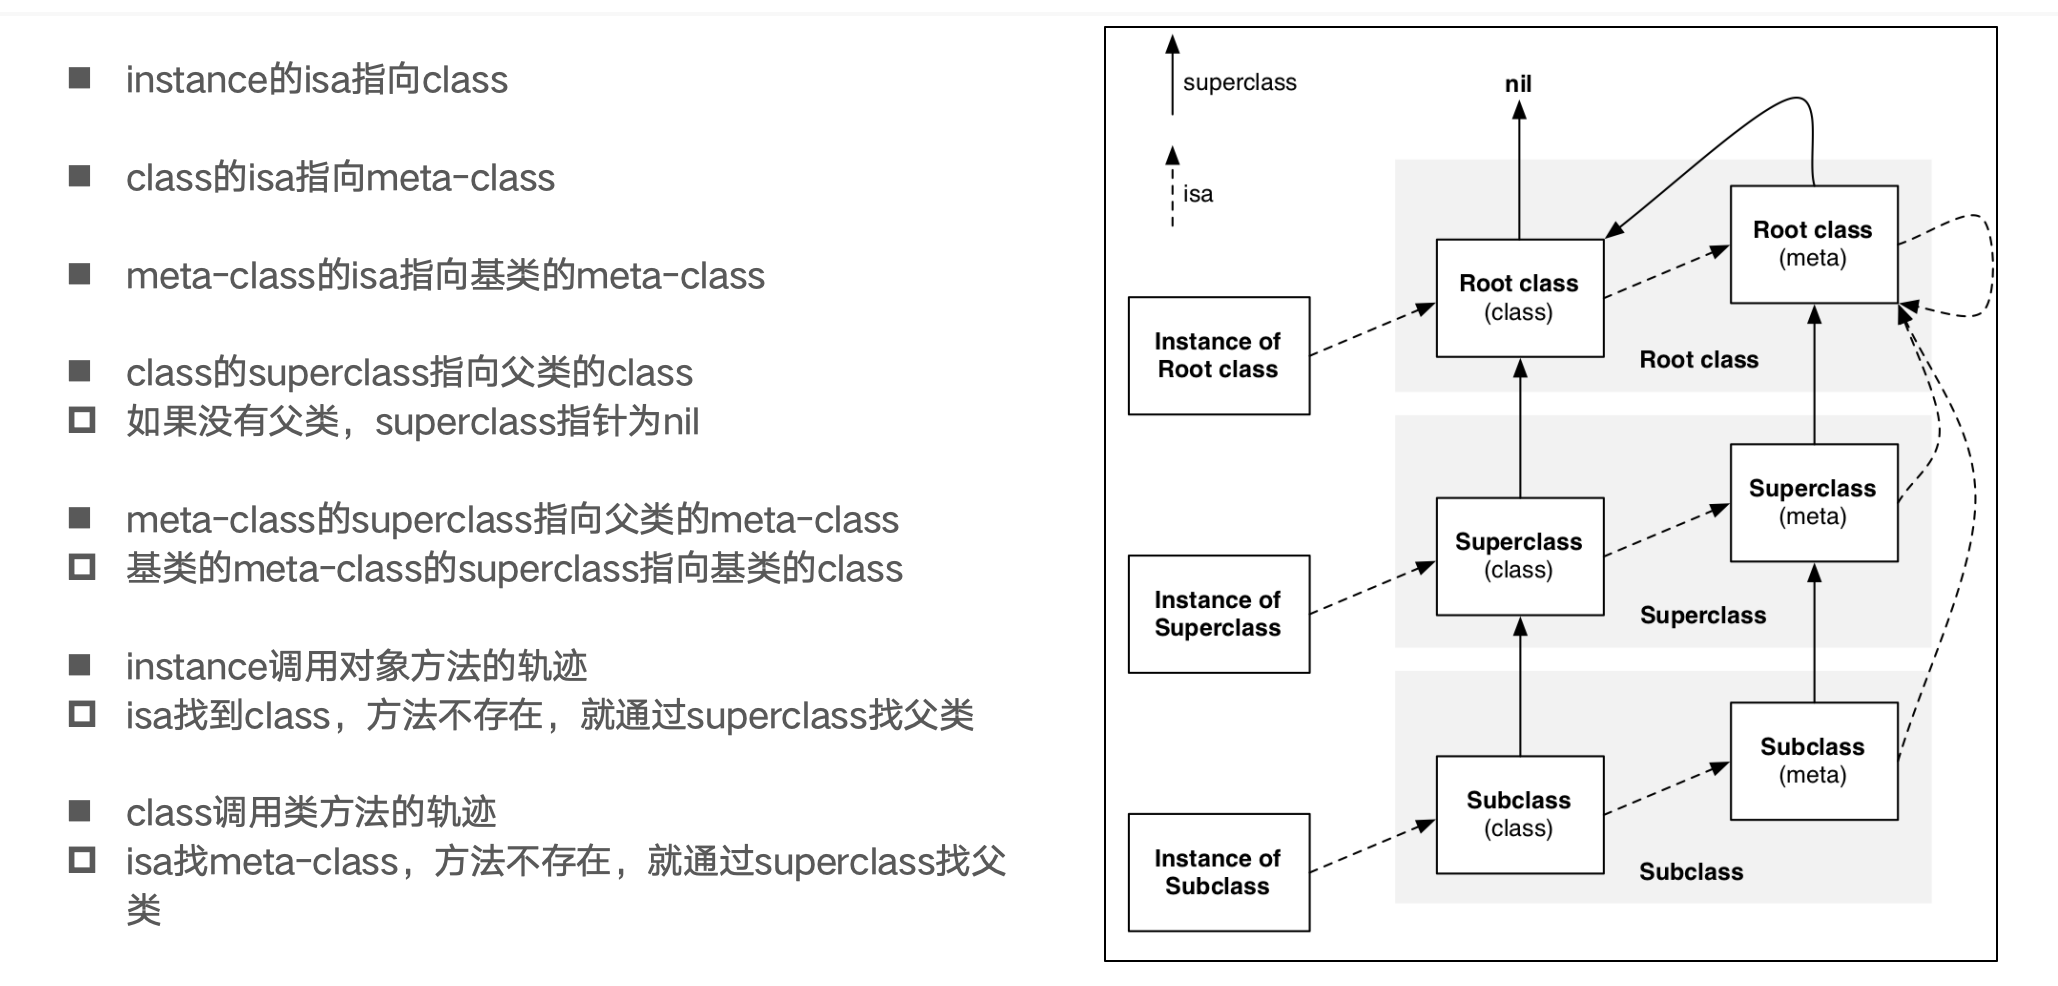 instance的isa指向class
class的isa指向meta-class
meta-class的isa指向基类的meta-class
class的superclass指向父类的class
如果没有父类，superclass指针为nil
meta-class的superclass指向父类的meta-class
基类的meta-class的superclass指向基类的class
instance调用对象方法的轨迹
isa找到class，方法不存在，就通过superclass找父类
class调用类方法的轨迹
isa找meta-class，方法不存在，就通过superclass找父
类
superclass
isa
nil
Root class
(meta)
Root class
(class)
Instance of
Root class
Root class
Superclass
(meta)
Superclass
(class)
Instance of
Superclass
Superclass
Subclass
(meta)
Subclass
(class)
Instance of
Subclass
Subclass